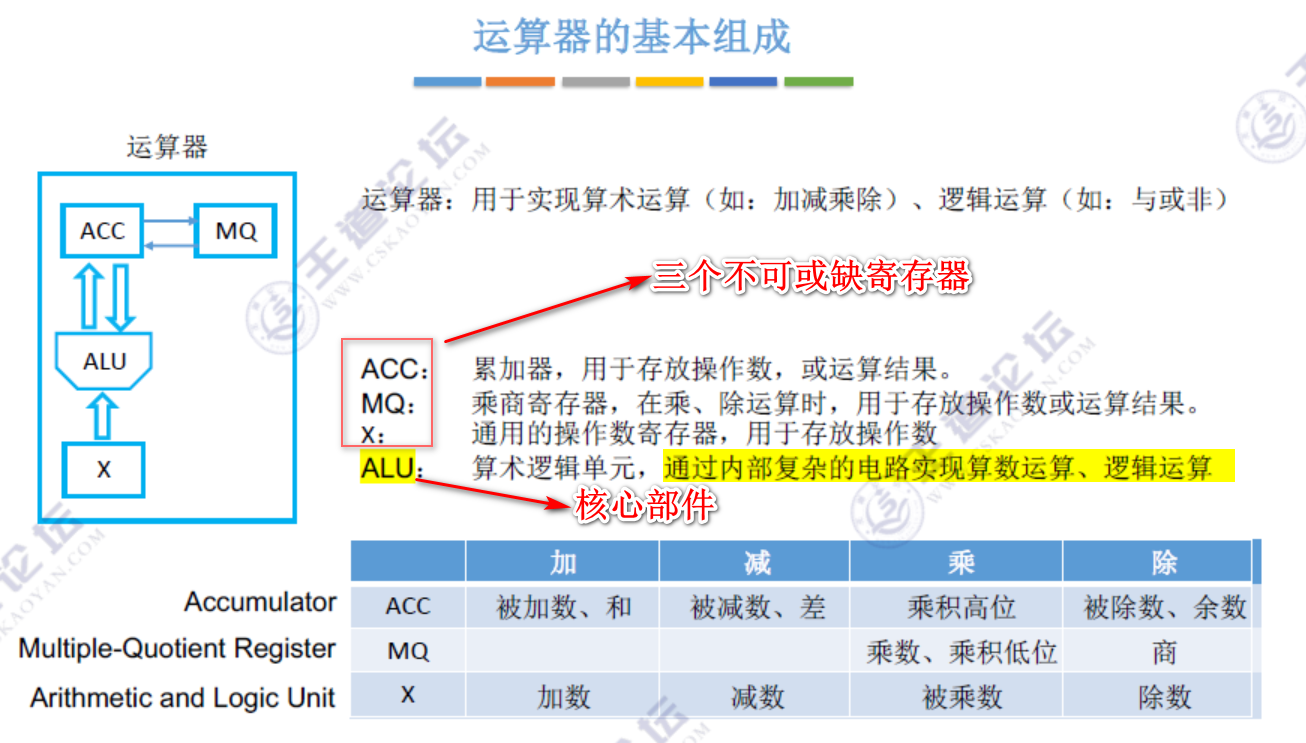 运算器的基本组成
运算器
ACC
MQ
ALU
X
运算器：用于实现算术运算（如：加减乘除）、逻辑运算（如：与或非）
三个不可或缺寄存器
ACC： 累加器，用于存放操作数，或运算结果。
MQ： 乘商寄存器，在乘、除运算时，用于存放操作数或运算结果。
X： 通用的操作数寄存器，用于存放操作数
ALU： 算术逻辑单元，通过内部复杂的电路实现算数运算、逻辑运算
核心部件
加 减 乘 除
Accumulator ACC 被加数、和 被减数、差 乘积高位 被除数、余数
Multiple-Quotient Register MQ 乘数、乘积低位 商
Arithmetic and Logic Unit X 加数 减数 被乘数 除数
王道论坛
WWW.CSKAOYAN.COM
王道论坛
WWW.CSKAOYAN.COM